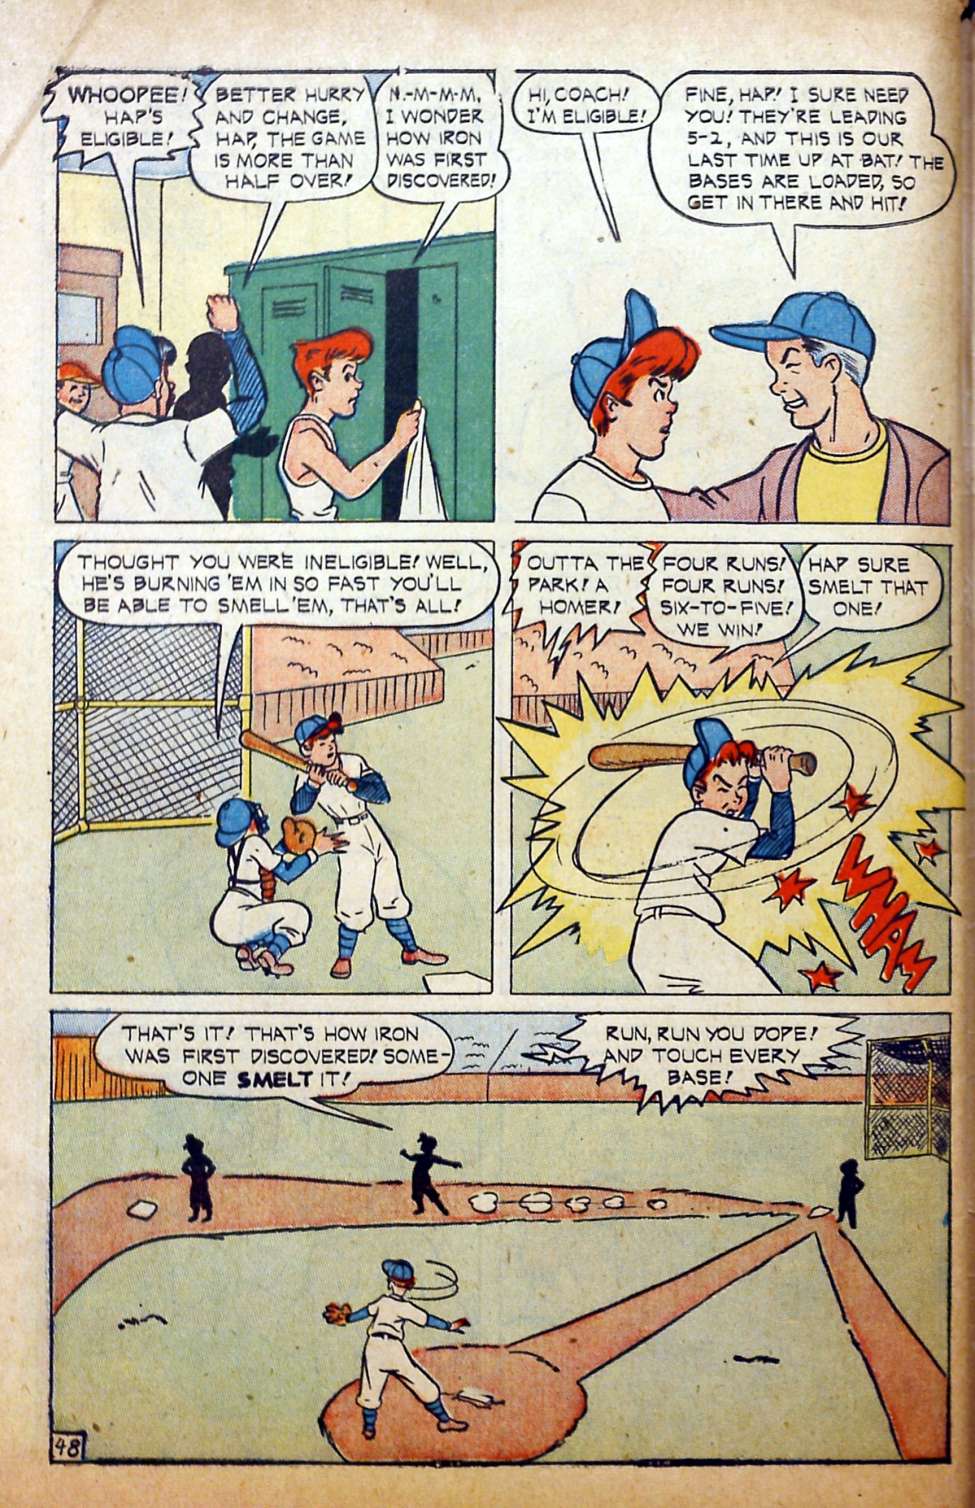 WHOOPEE!
HAP'S
ELIGIBLE!
BETTER HURRY
AND CHANGE,
HAP, THE GAME
IS MORE THAN
HALF OVER!
N-M-M-M,
I WONDER
HOW IRON
WAS FIRST
DISCOVERED!
HI, COACH!
I'M ELIGIBLE!
FINE, HAP! I SURE NEED
YOU! THEY'RE LEADING
5-2, AND THIS IS OUR
LAST TIME UP AT BAT! THE
BASES ARE LOADED, SO
GET IN THERE AND HIT!
THOUGHT YOU WERE INELIGIBLE! WELL,
HE'S BURNING 'EM IN SO FAST YOU'LL
BE ABLE TO SMELL 'EM, THAT'S ALL!
OUTTA THE
PARK! A
HOMER!
FOUR RUNS!
FOUR RUNS!
SIX-TO-FIVE!
WE WIN!
HAP SURE
SMELT THAT
ONE!
WHAM
THAT'S IT! THAT'S HOW IRON
WAS FIRST DISCOVERED! SOME-
ONE SMELT IT!
RUN, RUN YOU DOPE!
AND TOUCH EVERY
BASE!
48